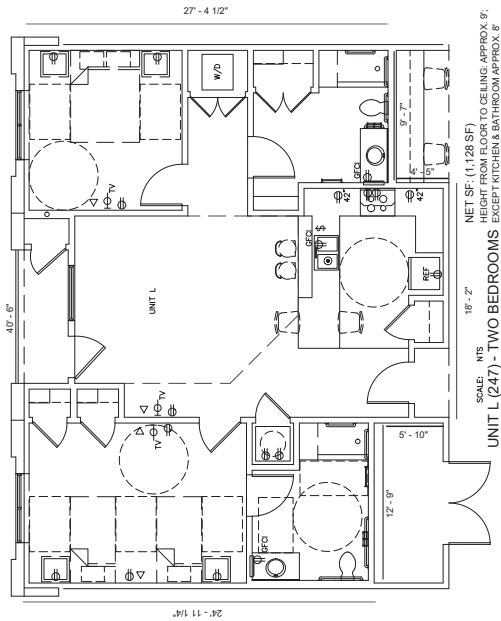 27' - 4 1/2"
W/D
TV
GFCI
9' - 7"
4' - 5"
42"
42"
GFCI
$
REF
UNIT L
40' - 6"
18' - 2"
TV
TV
5' - 10"
12' - 9"
GFCI
24' - 11 1/4"
NET SF: (1,128 SF)
HEIGHT FROM FLOOR TO CEILING: APPROX. 9';
EXCEPT KITCHEN & BATHROOM APPROX. 8'
SCALE: NTS
UNIT L (247) - TWO BEDROOMS